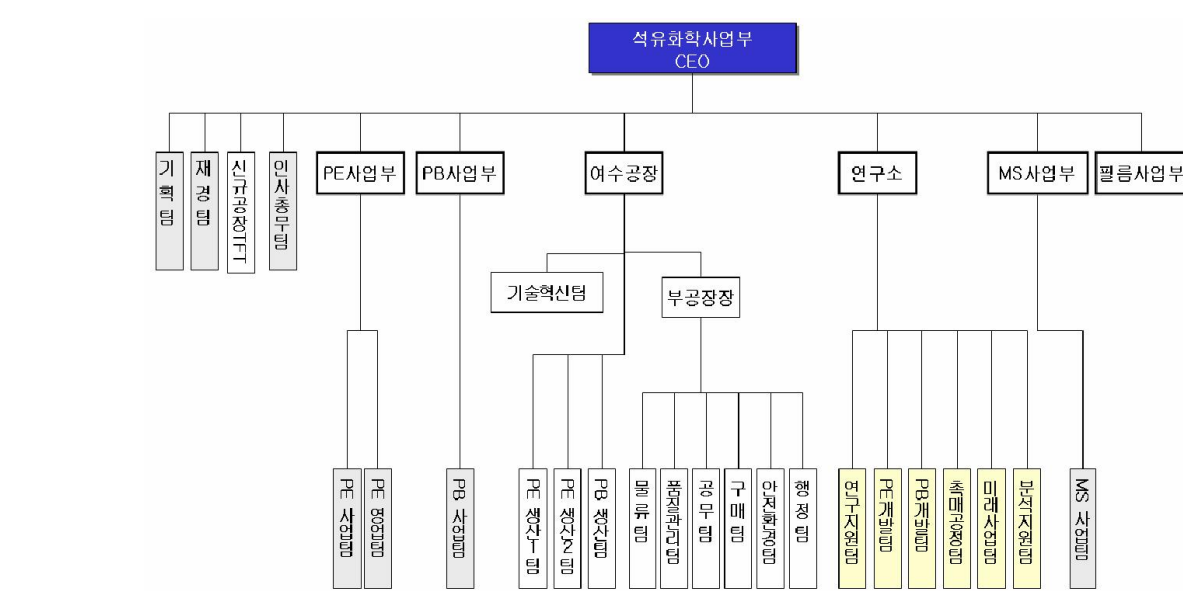 석유화학사업부
CEO
기획팀
재경팀
신규공장TFT
인사총무팀
PE사업부
PB사업부
여수공장
연구소
MS사업부
필름사업부
기술혁신팀
부공장장
PE 사업팀
PE 영업팀
PB 사업팀
PE 생산1팀
PE 생산2팀
PB 생산팀
물류팀
품질관리팀
공무팀
구매팀
안전환경팀
행정팀
연구지원팀
PE개발팀
PB개발팀
촉매공정팀
미래사업팀
분석지원팀
MS 사업팀